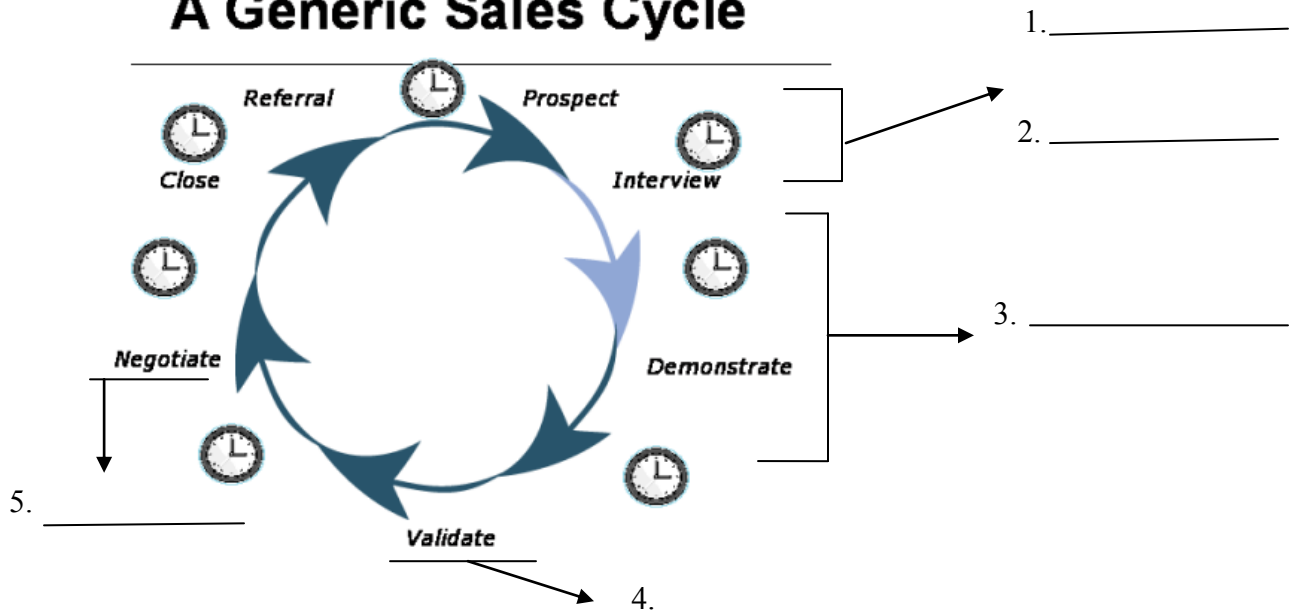 A Generic Sales Cycle
1.
2.
Referral
Prospect
Close
Interview
3.
Negotiate
Demonstrate
5.
Validate
4.